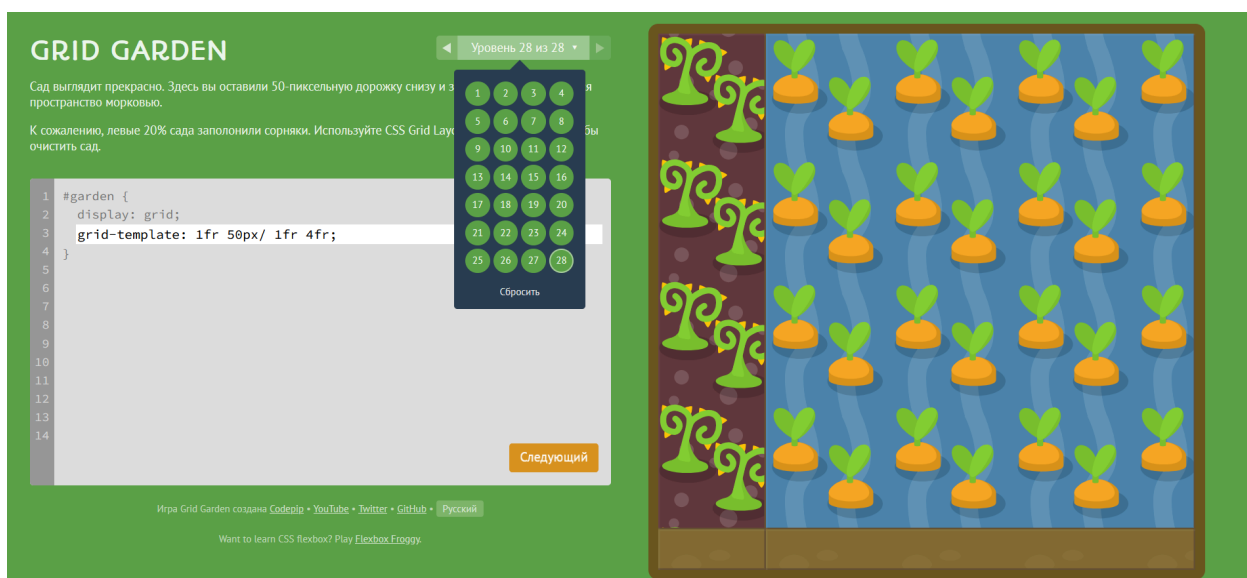 GRID GARDEN
Уровень 28 из 28
Сад выглядит прекрасно. Здесь вы оставили 50-пиксельную дорожку снизу и з
я
пространство морковью.
К сожалению, левые 20% сада заполонили сорняки. Используйте CSS Grid
бы
очистить сад.
1 2 3 4
5 6 7 8
9 10 11 12
13 14 15 16
17 18 19 20
21 22 23 24
25 26 27 28
Сбросить
1 #garden {
2 display: grid;
3 grid-template: 1fr 50px/ 1fr 4fr;
4 }
5
6
7
8
9
10
11
12
13
14
Следующий
Игра Grid Garden создана Codepip • YouTube • Twitter • GitHub • Русский
Want to learn CSS flexbox? Play Flexbox Froggy.